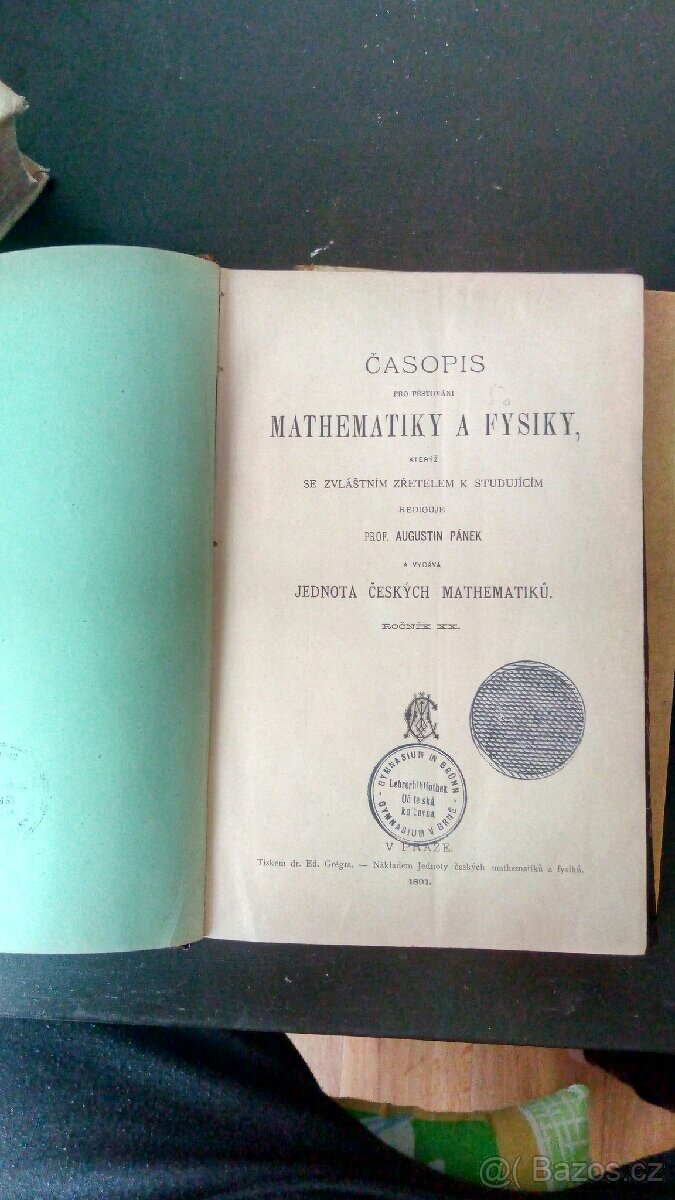 ČASOPIS
PRO PĚSTOVÁNÍ
MATHEMATIKY A FYSIKY,
KTERÝŽ
SE ZVLÁŠTNÍM ZŘETELEM K STUDUJÍCÍM
REDIGUJE
PROF. AUGUSTIN PÁNEK
A VYDÁVÁ
JEDNOTA ČESKÝCH MATHEMATIKŮ.
ROČNÍK XX.
GYMNASIUM IN BRÜNN
Lehrerbibliothek
GYMNASIUM V BRNĚ
V PRAZE.
Tiskem dr. Ed. Grégra. — Nákladem Jednoty českých mathematiků a fysiků.
1891.
@( Bazos.cz